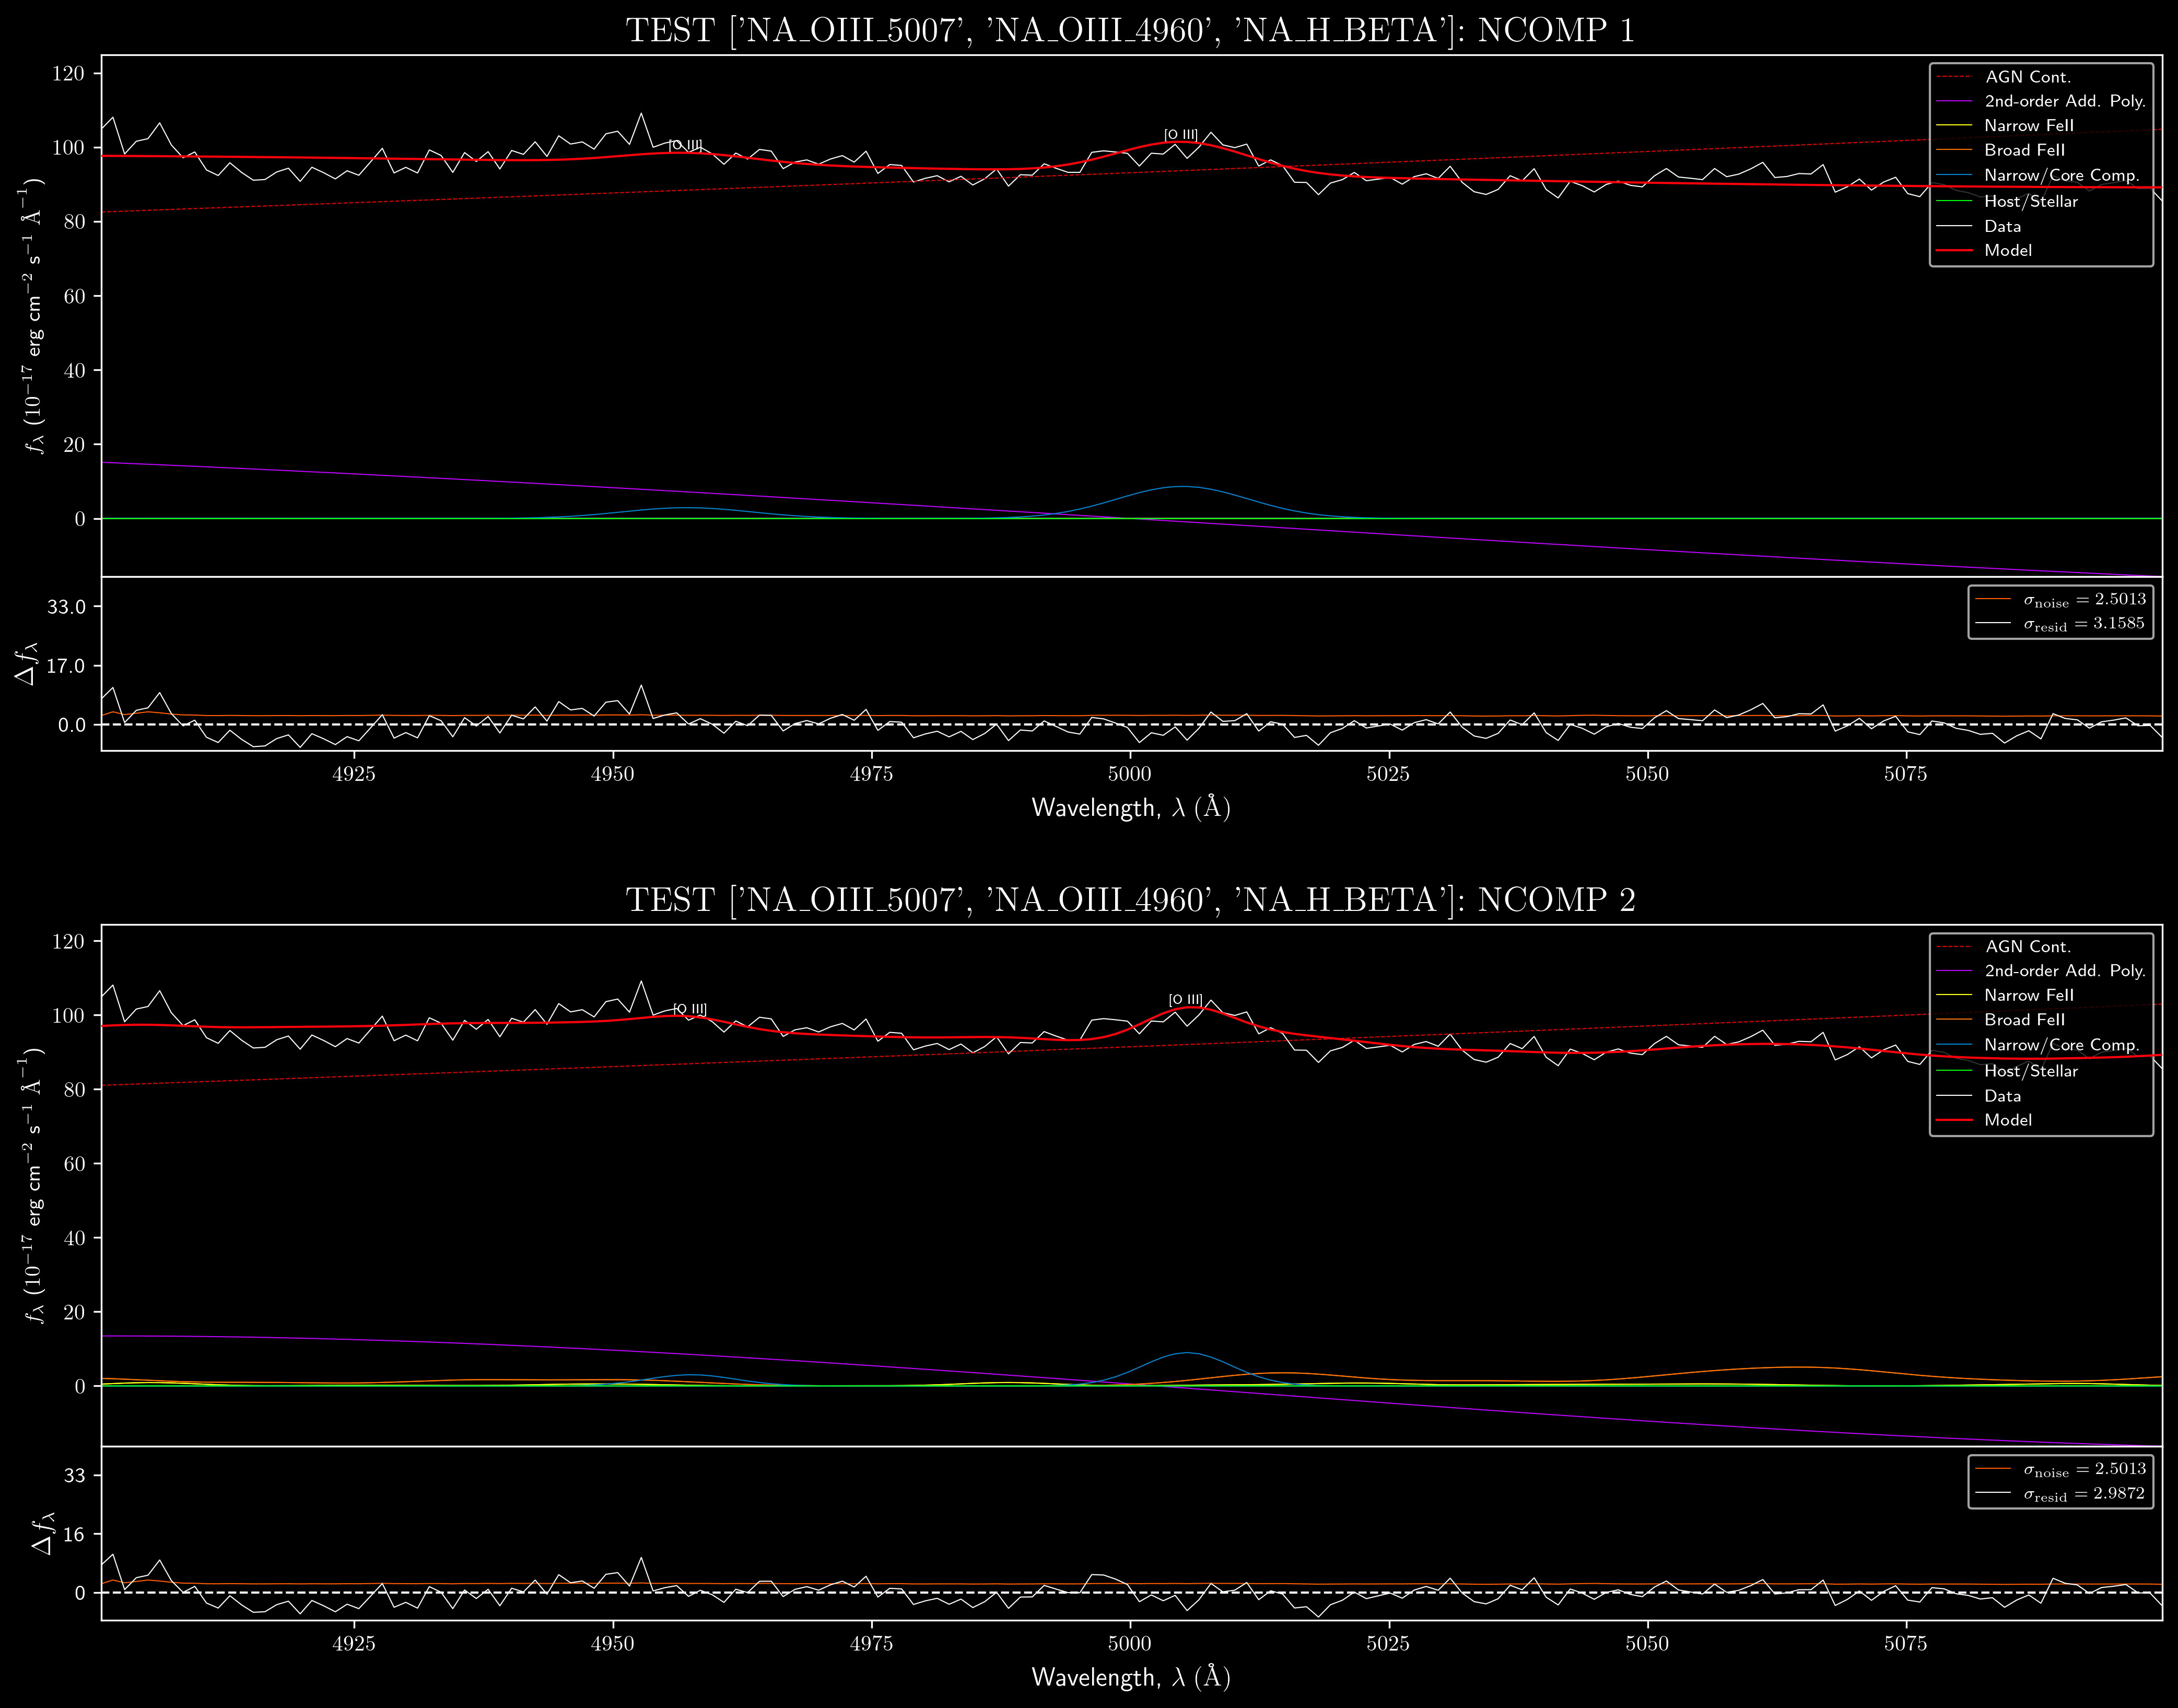 TEST ['NA_OIII_5007', 'NA_OIII_4960', 'NA_H_BETA']: NCOMP 1
120
100
80
60
40
20
0
fλ (10⁻¹⁷ erg cm⁻² s⁻¹ Å⁻¹)
[O III]
[O III]
AGN Cont.
2nd-order Add. Poly.
Narrow FeII
Broad FeII
Narrow/Core Comp.
Host/Stellar
Data
Model
33.0
17.0
0.0
Δfλ
σnoise = 2.5013
σresid = 3.1585
4925 4950 4975 5000 5025 5050 5075
Wavelength, λ (Å)
TEST ['NA_OIII_5007', 'NA_OIII_4960', 'NA_H_BETA']: NCOMP 2
120
100
80
60
40
20
0
fλ (10⁻¹⁷ erg cm⁻² s⁻¹ Å⁻¹)
[O III]
[O III]
AGN Cont.
2nd-order Add. Poly.
Narrow FeII
Broad FeII
Narrow/Core Comp.
Host/Stellar
Data
Model
33
16
0
Δfλ
σnoise = 2.5013
σresid = 2.9872
4925 4950 4975 5000 5025 5050 5075
Wavelength, λ (Å)